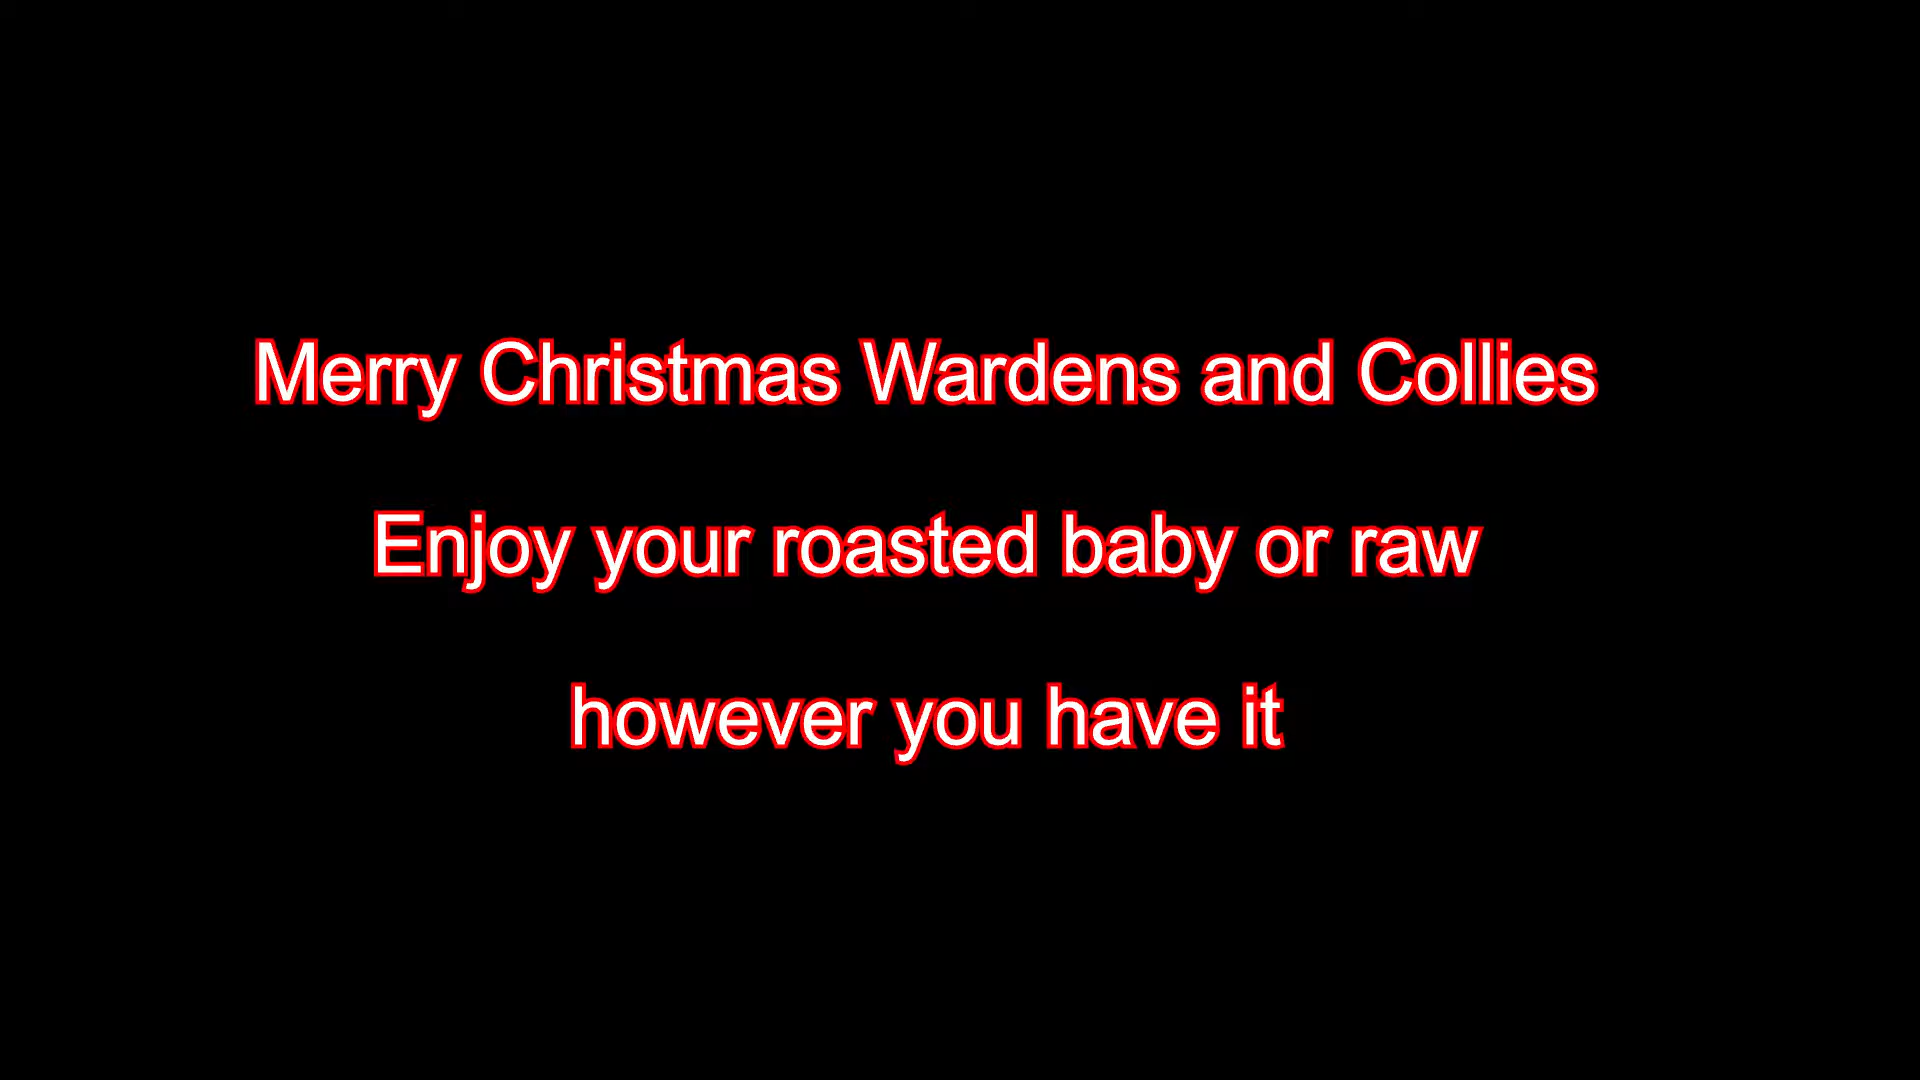 Merry Christmas Wardens and Collies
Enjoy your roasted baby or raw
however you have it